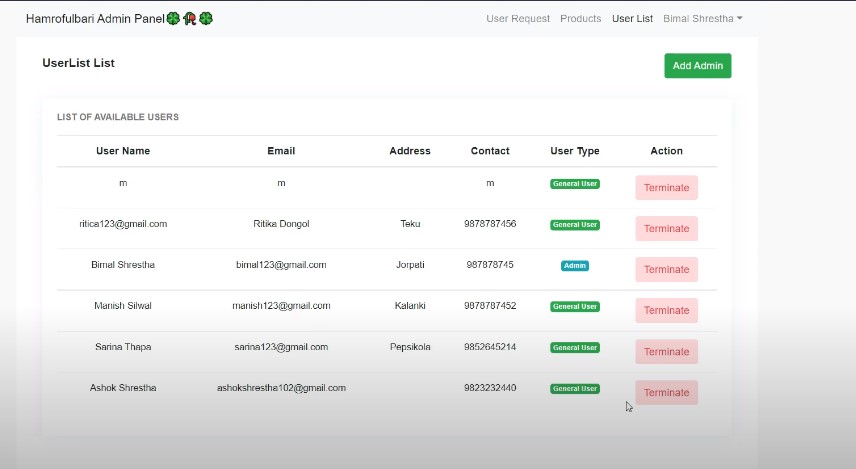 Hamrofulbari Admin Panel🍀💐🍀 User Request Products User List Bimal Shrestha
UserList List Add Admin
LIST OF AVAILABLE USERS
User Name Email Address Contact User Type Action
m m m General User Terminate
ritica123@gmail.com Ritika Dongol Teku 9878787456 General User Terminate
Bimal Shrestha bimal123@gmail.com Jorpati 987878745 Admin Terminate
Manish Silwal manish123@gmail.com Kalanki 9878787452 General User Terminate
Sarina Thapa sarina123@gmail.com Pepsikola 9852645214 General User Terminate
Ashok Shrestha ashokshrestha102@gmail.com 9823232440 General User Terminate